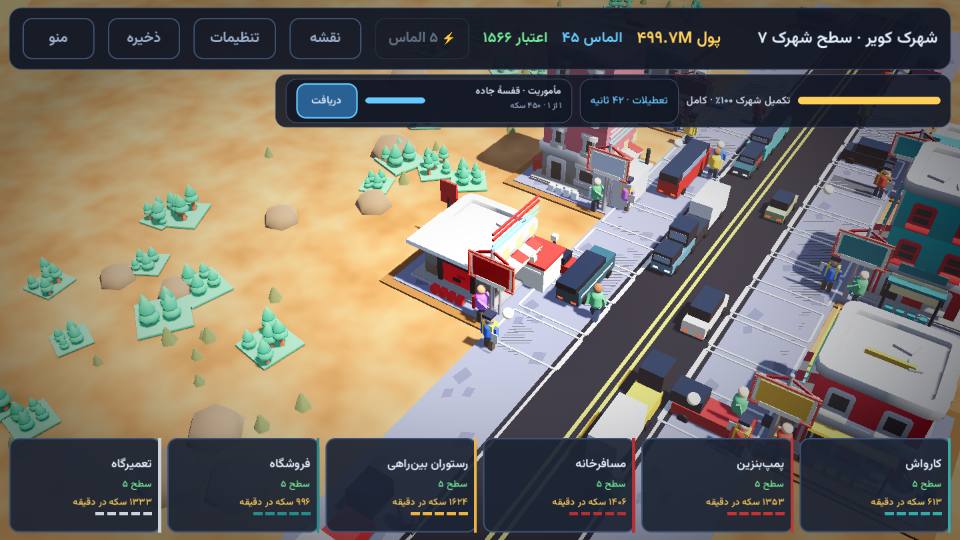 شهرک کویر · سطح شهرک ۷
پول ۴۹۹.۷M
الماس ۴۵
اعتبار ۱۵۶۶
⚡ ۵ الماس
نقشه
تنظیمات
ذخیره
منو
تکمیل شهرک ۱۰۰٪ · کامل
تعطیلات · ۴۲ ثانیه
مأموریت · قفسهٔ جاده
۱ از ۱ · ۴۵۰ سکه
دریافت
کارواش
سطح ۵
۶۱۳ سکه در دقیقه
پمپ‌بنزین
سطح ۵
۱۳۵۳ سکه در دقیقه
مسافرخانه
سطح ۵
۱۴۰۶ سکه در دقیقه
رستوران بین‌راهی
سطح ۵
۱۶۲۴ سکه در دقیقه
فروشگاه
سطح ۵
۹۹۶ سکه در دقیقه
تعمیرگاه
سطح ۵
۱۳۳۳ سکه در دقیقه